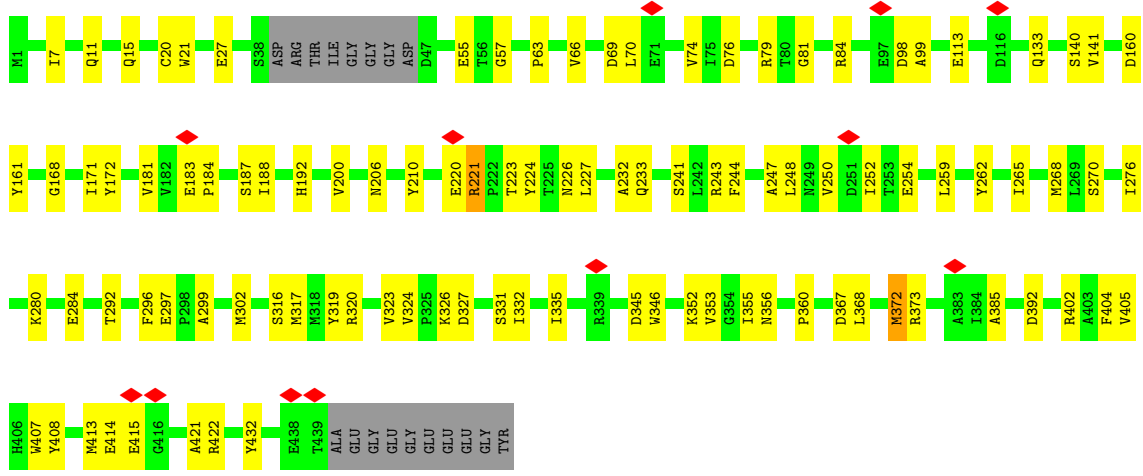 M1 I7 Q11 Q15 C20 W21 E27 S38 ASP ARG THR ILE GLY GLY GLY ASP D47 E55 T56 G57 P63 V66 D69 L70 E71 V74 I75 D76 R79 T80 G81 R84 E97 D98 A99 E113 D116 Q133 S140 V141 D160
Y161 G168 I171 Y172 V181 V182 E183 P184 S187 I188 H192 V200 N206 Y210 E220 R221 P222 T223 Y224 T225 N226 L227 A232 Q233 S241 L242 R243 F244 A247 L248 N249 V250 D251 I252 T253 E254 L259 Y262 I265 M268 L269 S270 I276
K280 E284 T292 F296 E297 P298 A299 M302 S316 M317 M318 Y319 R320 V323 V324 P325 K326 D327 S331 I332 I335 R339 D345 W346 K352 V353 G354 I355 N356 P360 D367 L368 M372 R373 A383 I384 A385 D392 R402 A403 F404 V405
H406 W407 Y408 M413 E414 E415 G416 A421 R422 Y432 E438 T439 ALA GLU GLY GLU GLY GLU GLU GLU GLY TYR